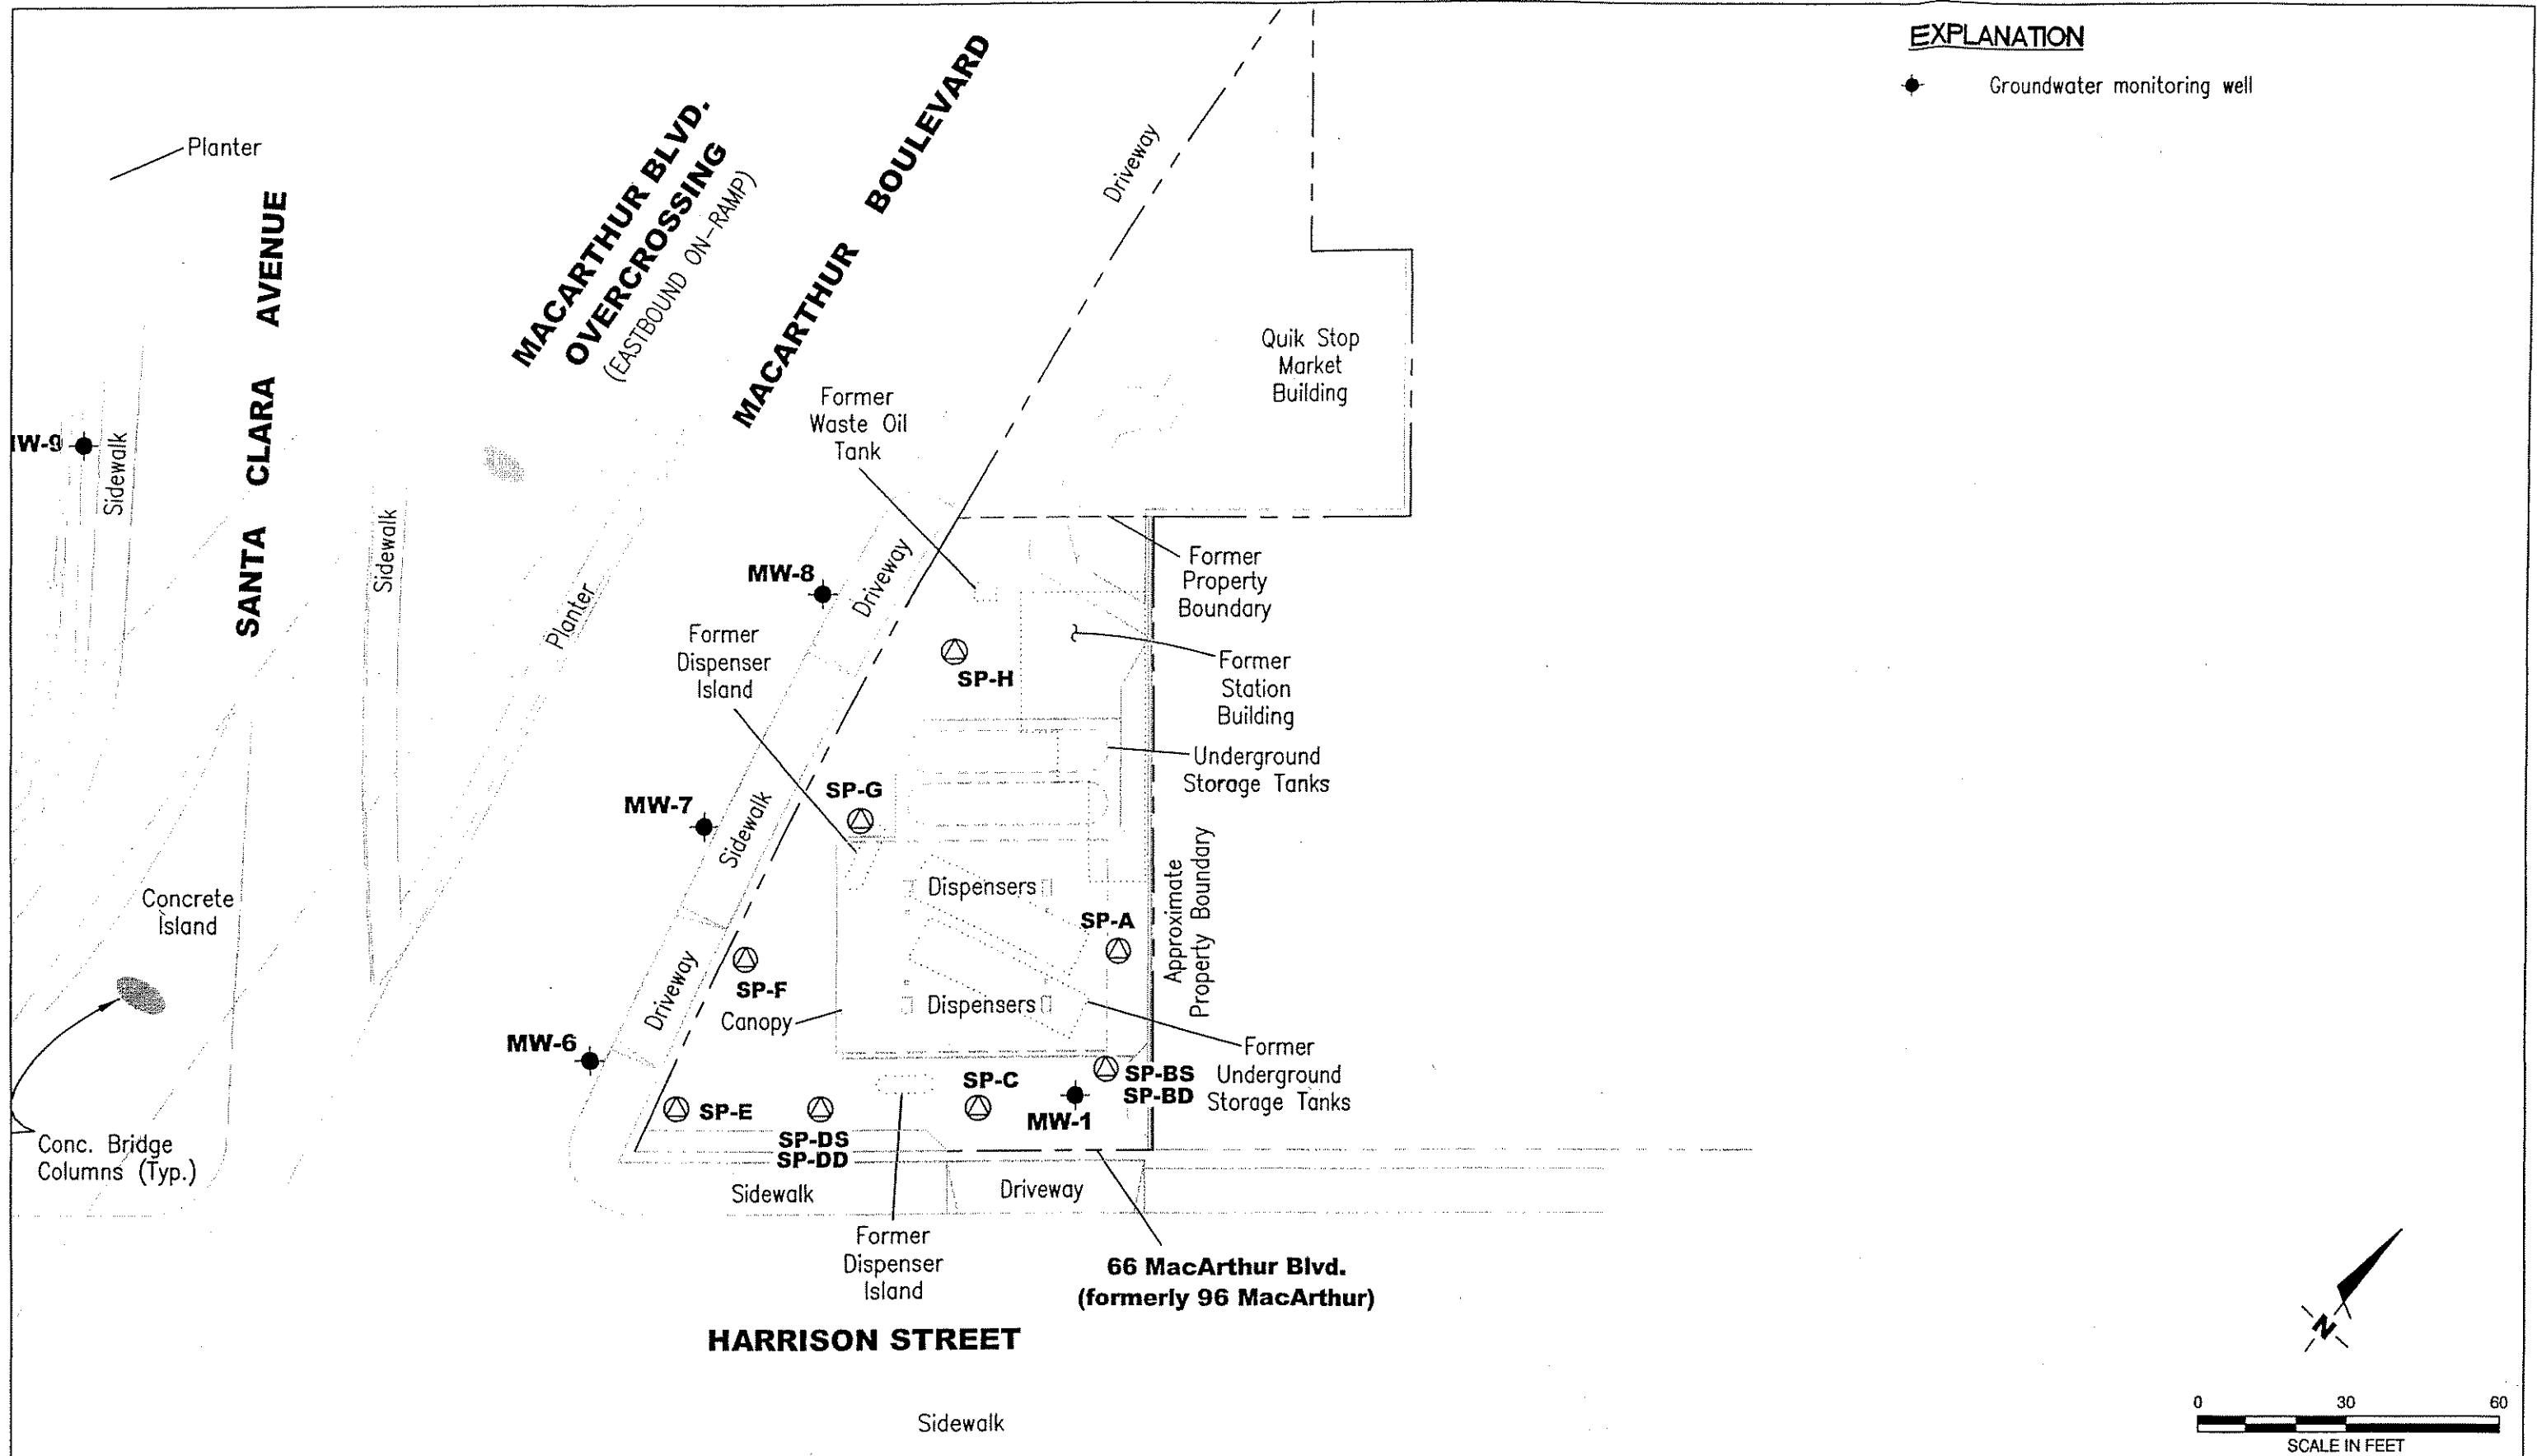 EXPLANATION
Groundwater monitoring well
Planter
SANTA CLARA AVENUE
MACARTHUR BLVD.
OVERCROSSING
(EASTBOUND ON-RAMP)
MACARTHUR BOULEVARD
Driveway
Quik Stop
Market
Building
Former
Waste Oil
Tank
IW-9
Sidewalk
Sidewalk
Planter
MW-8
Driveway
Former
Property
Boundary
Former
Dispenser
Island
SP-H
Former
Station
Building
Underground
Storage Tanks
SP-G
MW-7
Sidewalk
Dispensers
Approximate
Property Boundary
SP-A
Concrete
Island
SP-F
Driveway
Canopy
Dispensers
MW-6
Former
Underground
Storage Tanks
SP-BS
SP-BD
SP-C
MW-1
SP-E
SP-DS
SP-DD
Conc. Bridge
Columns (Typ.)
Sidewalk
Driveway
Former
Dispenser
Island
66 MacArthur Blvd.
(formerly 96 MacArthur)
HARRISON STREET
Sidewalk
N
0 30 60
SCALE IN FEET